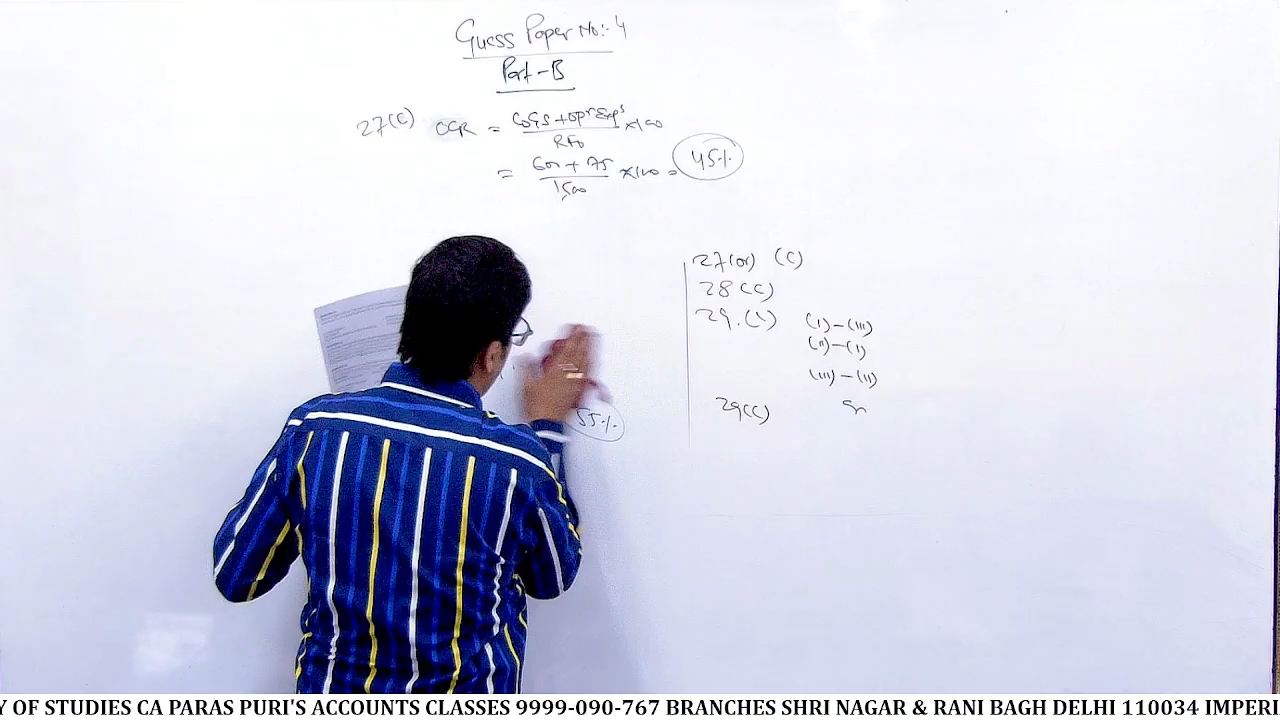 Guess Paper No:- 4
Part-B
27(C) OGR = COGS + opr Exps / RFO × 100
= 600 + 75 / 1500 × 100 = 45%
55%
27(or) (C)
28 (C)
29. (I) – (III)
(II) – (I)
(III) – (II)
29(C)
Y OF STUDIES CA PARAS PURI'S ACCOUNTS CLASSES 9999-090-767 BRANCHES SHRI NAGAR & RANI BAGH DELHI 110034 IMPERI